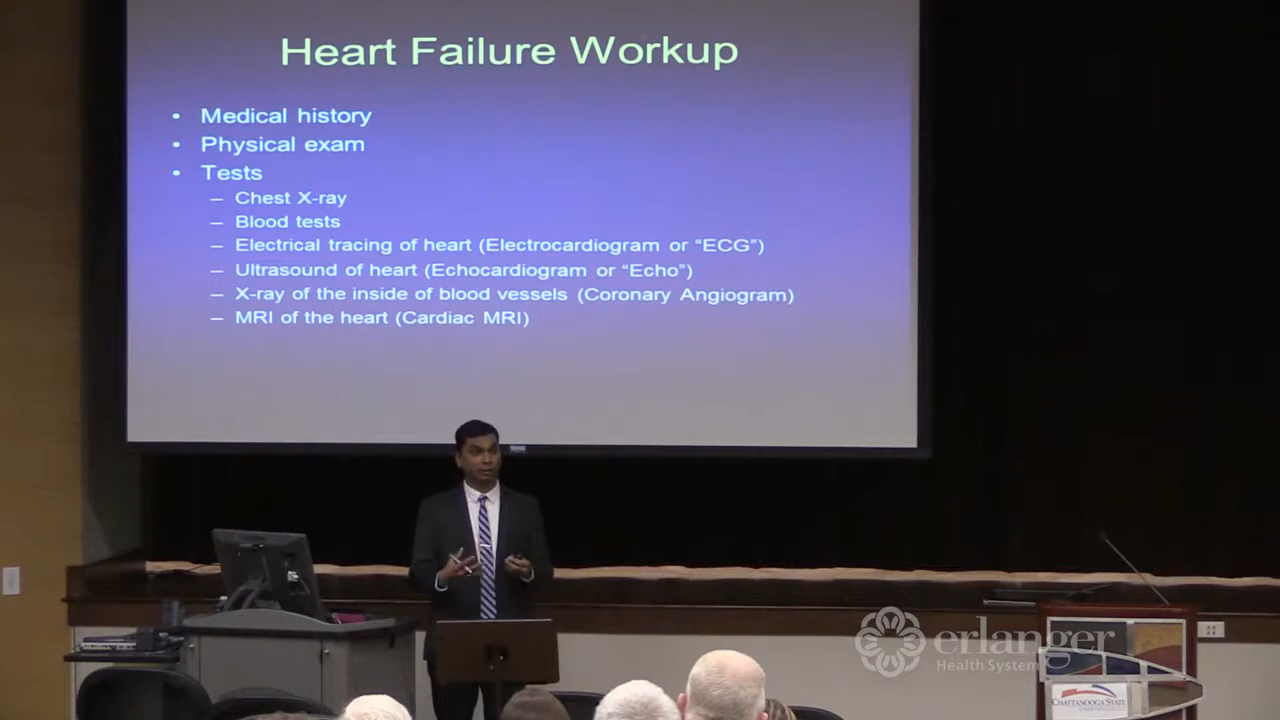 Heart Failure Workup
• Medical history
• Physical exam
• Tests
– Chest X-ray
– Blood tests
– Electrical tracing of heart (Electrocardiogram or “ECG”)
– Ultrasound of heart (Echocardiogram or “Echo”)
– X-ray of the inside of blood vessels (Coronary Angiogram)
– MRI of the heart (Cardiac MRI)
erlanger
Health System
CHATTANOOGA STATE